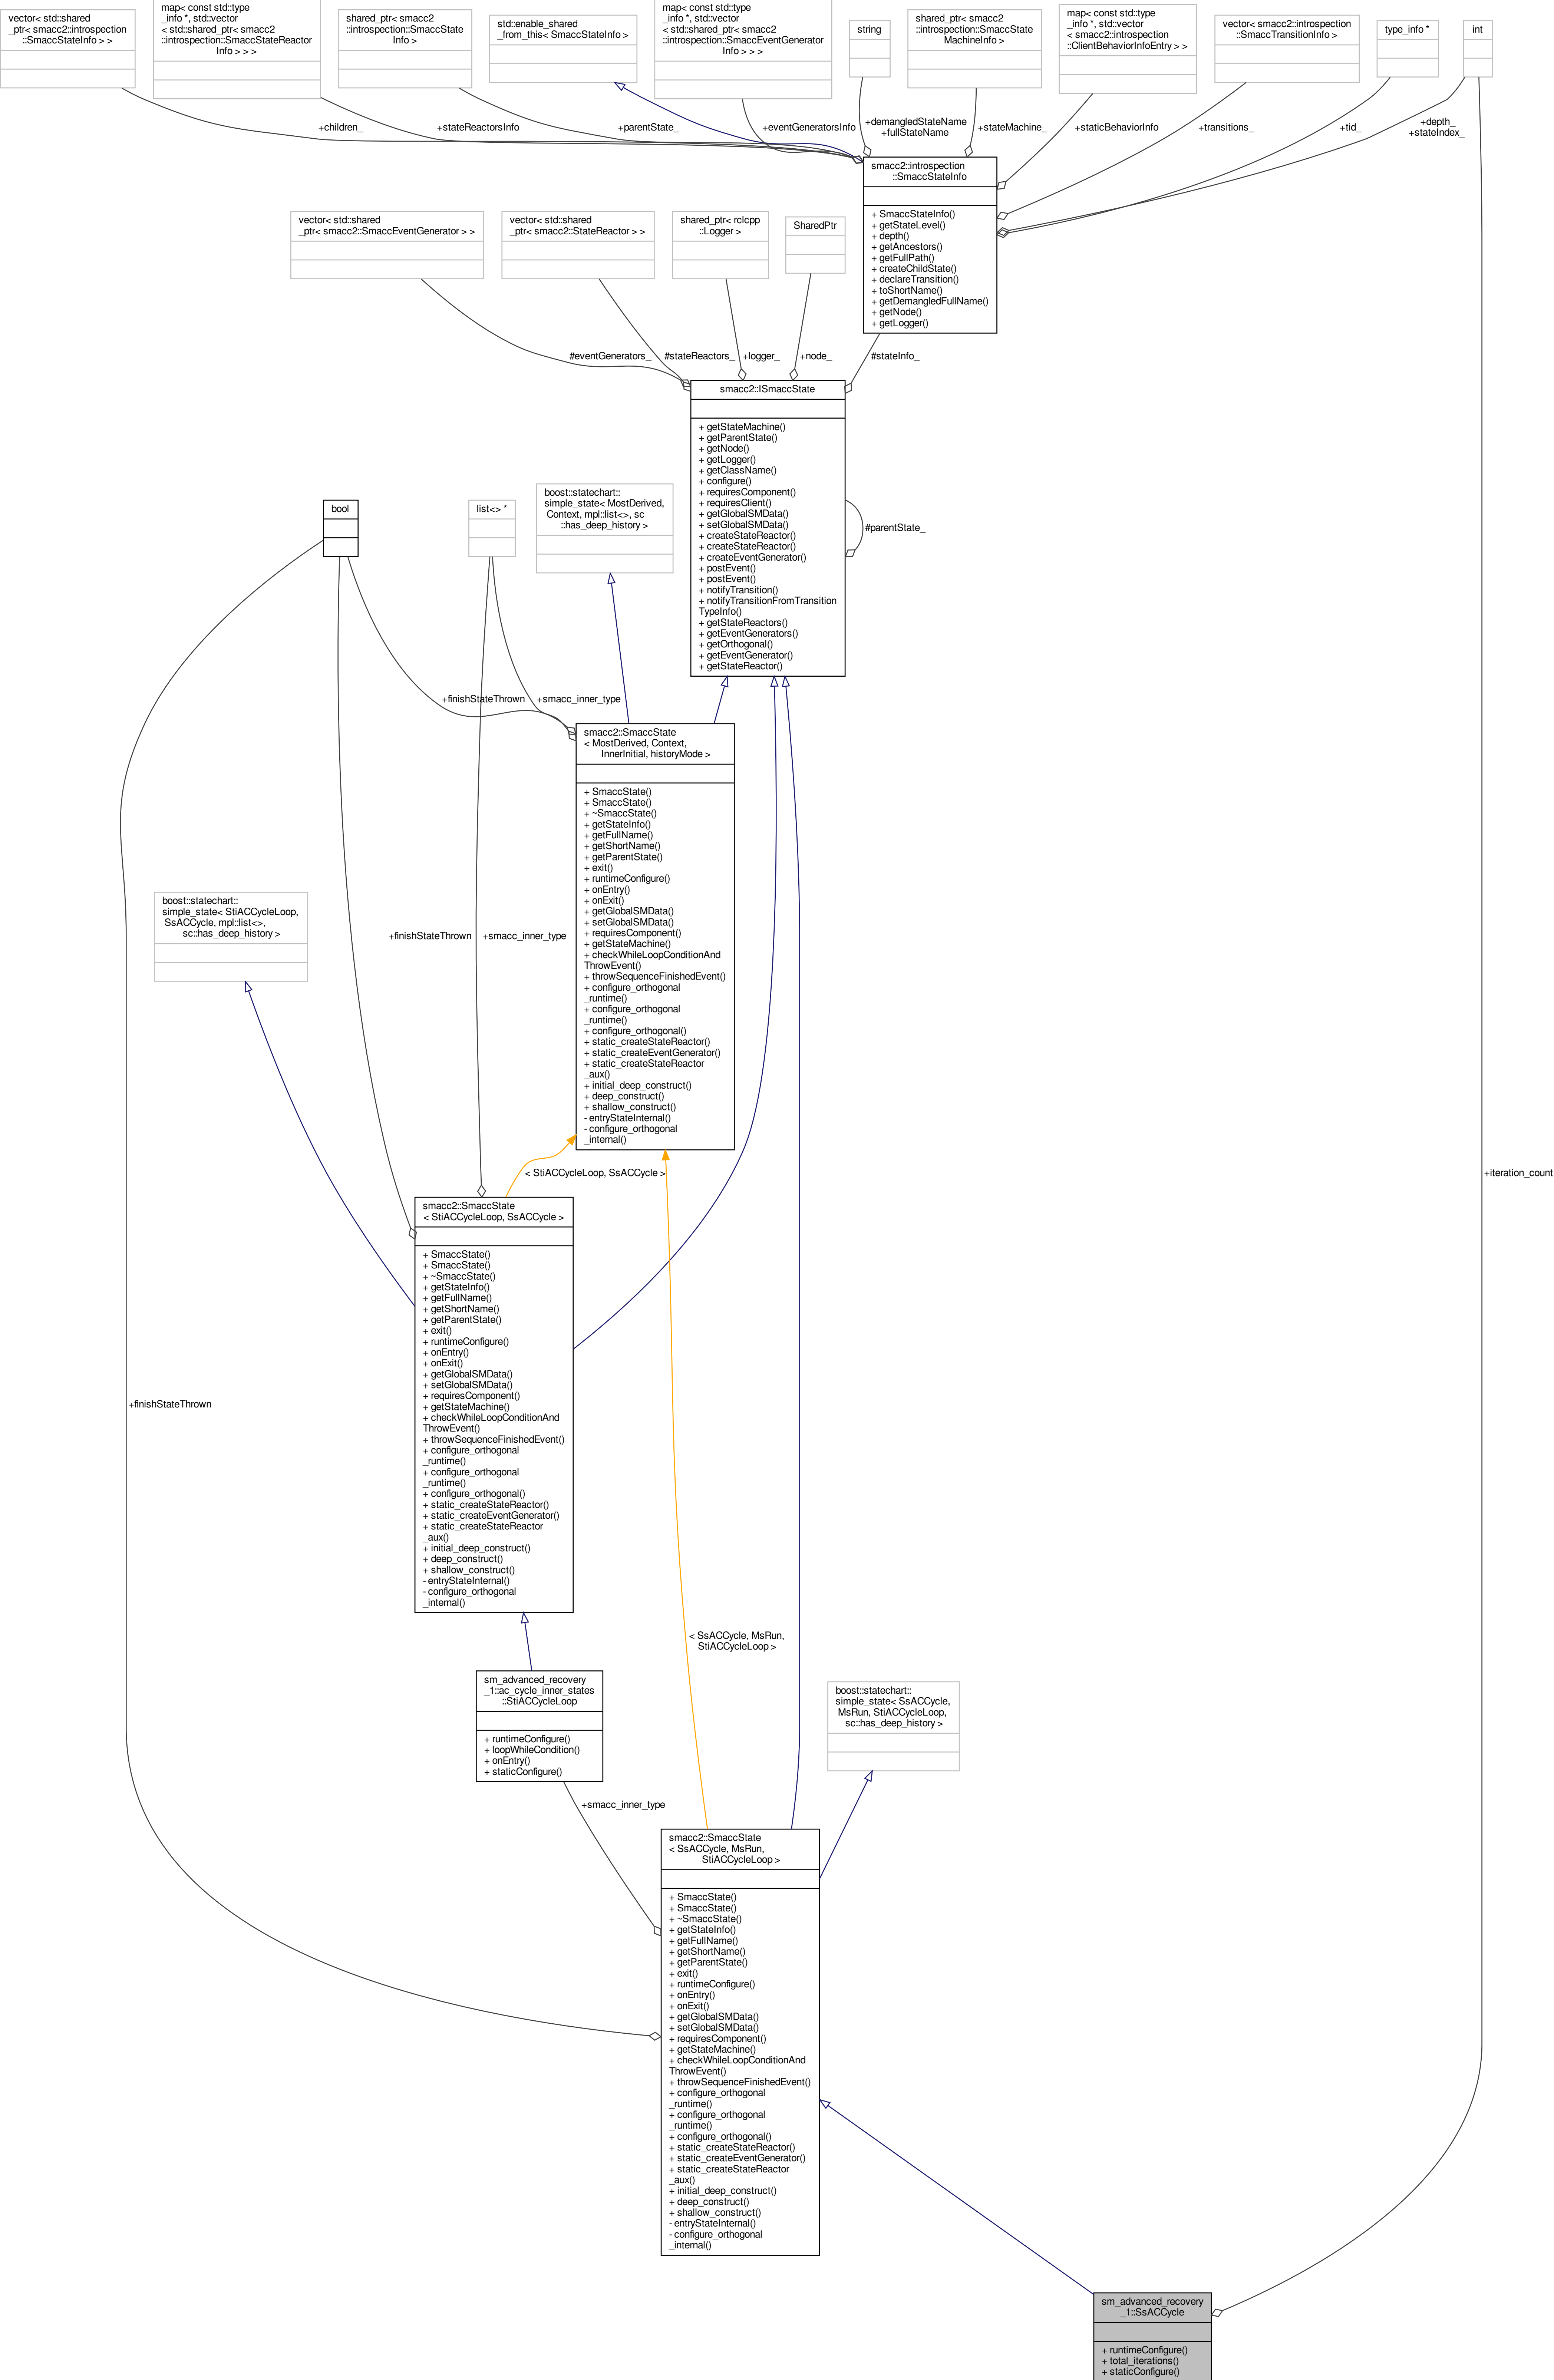 vector< std::shared
_ptr< smacc2::introspection
::SmaccStateInfo > >
map< const std::type
_info *, std::vector
< std::shared_ptr< smacc2
::introspection::SmaccStateReactor
Info > > >
shared_ptr< smacc2
::introspection::SmaccState
Info >
std::enable_shared
_from_this< SmaccStateInfo >
map< const std::type
_info *, std::vector
< std::shared_ptr< smacc2
::introspection::SmaccEventGenerator
Info > > >
string
shared_ptr< smacc2
::introspection::SmaccState
MachineInfo >
map< const std::type
_info *, std::vector
< smacc2::introspection
::ClientBehaviorInfoEntry > >
vector< smacc2::introspection
::SmaccTransitionInfo >
type_info *
int
+children_
+stateReactorsInfo
+parentState_
+eventGeneratorsInfo
+demangledStateName
+fullStateName
+stateMachine_
+staticBehaviorInfo
+transitions_
+tid_
+depth_
+stateIndex_
smacc2::introspection
::SmaccStateInfo
+ SmaccStateInfo()
+ getStateLevel()
+ depth()
+ getAncestors()
+ getFullPath()
+ createChildState()
+ declareTransition()
+ toShortName()
+ getDemangledFullName()
+ getNode()
+ getLogger()
vector< std::shared
_ptr< smacc2::SmaccEventGenerator > >
vector< std::shared
_ptr< smacc2::StateReactor > >
shared_ptr< rclcpp
::Logger >
SharedPtr
#eventGenerators_
#stateReactors_
+logger_
+node_
#stateInfo_
smacc2::ISmaccState
+ getStateMachine()
+ getParentState()
+ getNode()
+ getLogger()
+ getClassName()
+ configure()
+ requiresComponent()
+ requiresClient()
+ getGlobalSMData()
+ setGlobalSMData()
+ createStateReactor()
+ createStateReactor()
+ createEventGenerator()
+ postEvent()
+ postEvent()
+ notifyTransition()
+ notifyTransitionFromTransition
TypeInfo()
+ getStateReactors()
+ getEventGenerators()
+ getOrthogonal()
+ getEventGenerator()
+ getStateReactor()
#parentState_
bool
list<> *
boost::statechart::
simple_state< MostDerived,
Context, mpl::list<>, sc
::has_deep_history >
+finishStateThrown
+smacc_inner_type
smacc2::SmaccState
< MostDerived, Context,
InnerInitial, historyMode >
+ SmaccState()
+ SmaccState()
+ ~SmaccState()
+ getStateInfo()
+ getFullName()
+ getShortName()
+ getParentState()
+ exit()
+ runtimeConfigure()
+ onEntry()
+ onExit()
+ getGlobalSMData()
+ setGlobalSMData()
+ requiresComponent()
+ getStateMachine()
+ checkWhileLoopConditionAnd
ThrowEvent()
+ throwSequenceFinishedEvent()
+ configure_orthogonal
_runtime()
+ configure_orthogonal
_runtime()
+ configure_orthogonal()
+ static_createStateReactor()
+ static_createEventGenerator()
+ static_createStateReactor
_aux()
+ initial_deep_construct()
+ deep_construct()
+ shallow_construct()
- entryStateInternal()
- configure_orthogonal
_internal()
boost::statechart::
simple_state< StiACCycleLoop,
SsACCycle, mpl::list<>,
sc::has_deep_history >
+finishStateThrown
+smacc_inner_type
< StiACCycleLoop, SsACCycle >
+iteration_count
smacc2::SmaccState
< StiACCycleLoop, SsACCycle >
+ SmaccState()
+ SmaccState()
+ ~SmaccState()
+ getStateInfo()
+ getFullName()
+ getShortName()
+ getParentState()
+ exit()
+ runtimeConfigure()
+ onEntry()
+ onExit()
+ getGlobalSMData()
+ setGlobalSMData()
+ requiresComponent()
+ getStateMachine()
+ checkWhileLoopConditionAnd
ThrowEvent()
+ throwSequenceFinishedEvent()
+ configure_orthogonal
_runtime()
+ configure_orthogonal
_runtime()
+ configure_orthogonal()
+ static_createStateReactor()
+ static_createEventGenerator()
+ static_createStateReactor
_aux()
+ initial_deep_construct()
+ deep_construct()
+ shallow_construct()
- entryStateInternal()
- configure_orthogonal
_internal()
+finishStateThrown
< SsACCycle, MsRun,
StiACCycleLoop >
sm_advanced_recovery
_1::ac_cycle_inner_states
::StiACCycleLoop
+ runtimeConfigure()
+ loopWhileCondition()
+ onEntry()
+ staticConfigure()
boost::statechart::
simple_state< SsACCycle,
MsRun, StiACCycleLoop,
sc::has_deep_history >
+smacc_inner_type
smacc2::SmaccState
< SsACCycle, MsRun,
StiACCycleLoop >
+ SmaccState()
+ SmaccState()
+ ~SmaccState()
+ getStateInfo()
+ getFullName()
+ getShortName()
+ getParentState()
+ exit()
+ runtimeConfigure()
+ onEntry()
+ onExit()
+ getGlobalSMData()
+ setGlobalSMData()
+ requiresComponent()
+ getStateMachine()
+ checkWhileLoopConditionAnd
ThrowEvent()
+ throwSequenceFinishedEvent()
+ configure_orthogonal
_runtime()
+ configure_orthogonal
_runtime()
+ configure_orthogonal()
+ static_createStateReactor()
+ static_createEventGenerator()
+ static_createStateReactor
_aux()
+ initial_deep_construct()
+ deep_construct()
+ shallow_construct()
- entryStateInternal()
- configure_orthogonal
_internal()
sm_advanced_recovery
_1::SsACCycle
+ runtimeConfigure()
+ total_iterations()
+ staticConfigure()